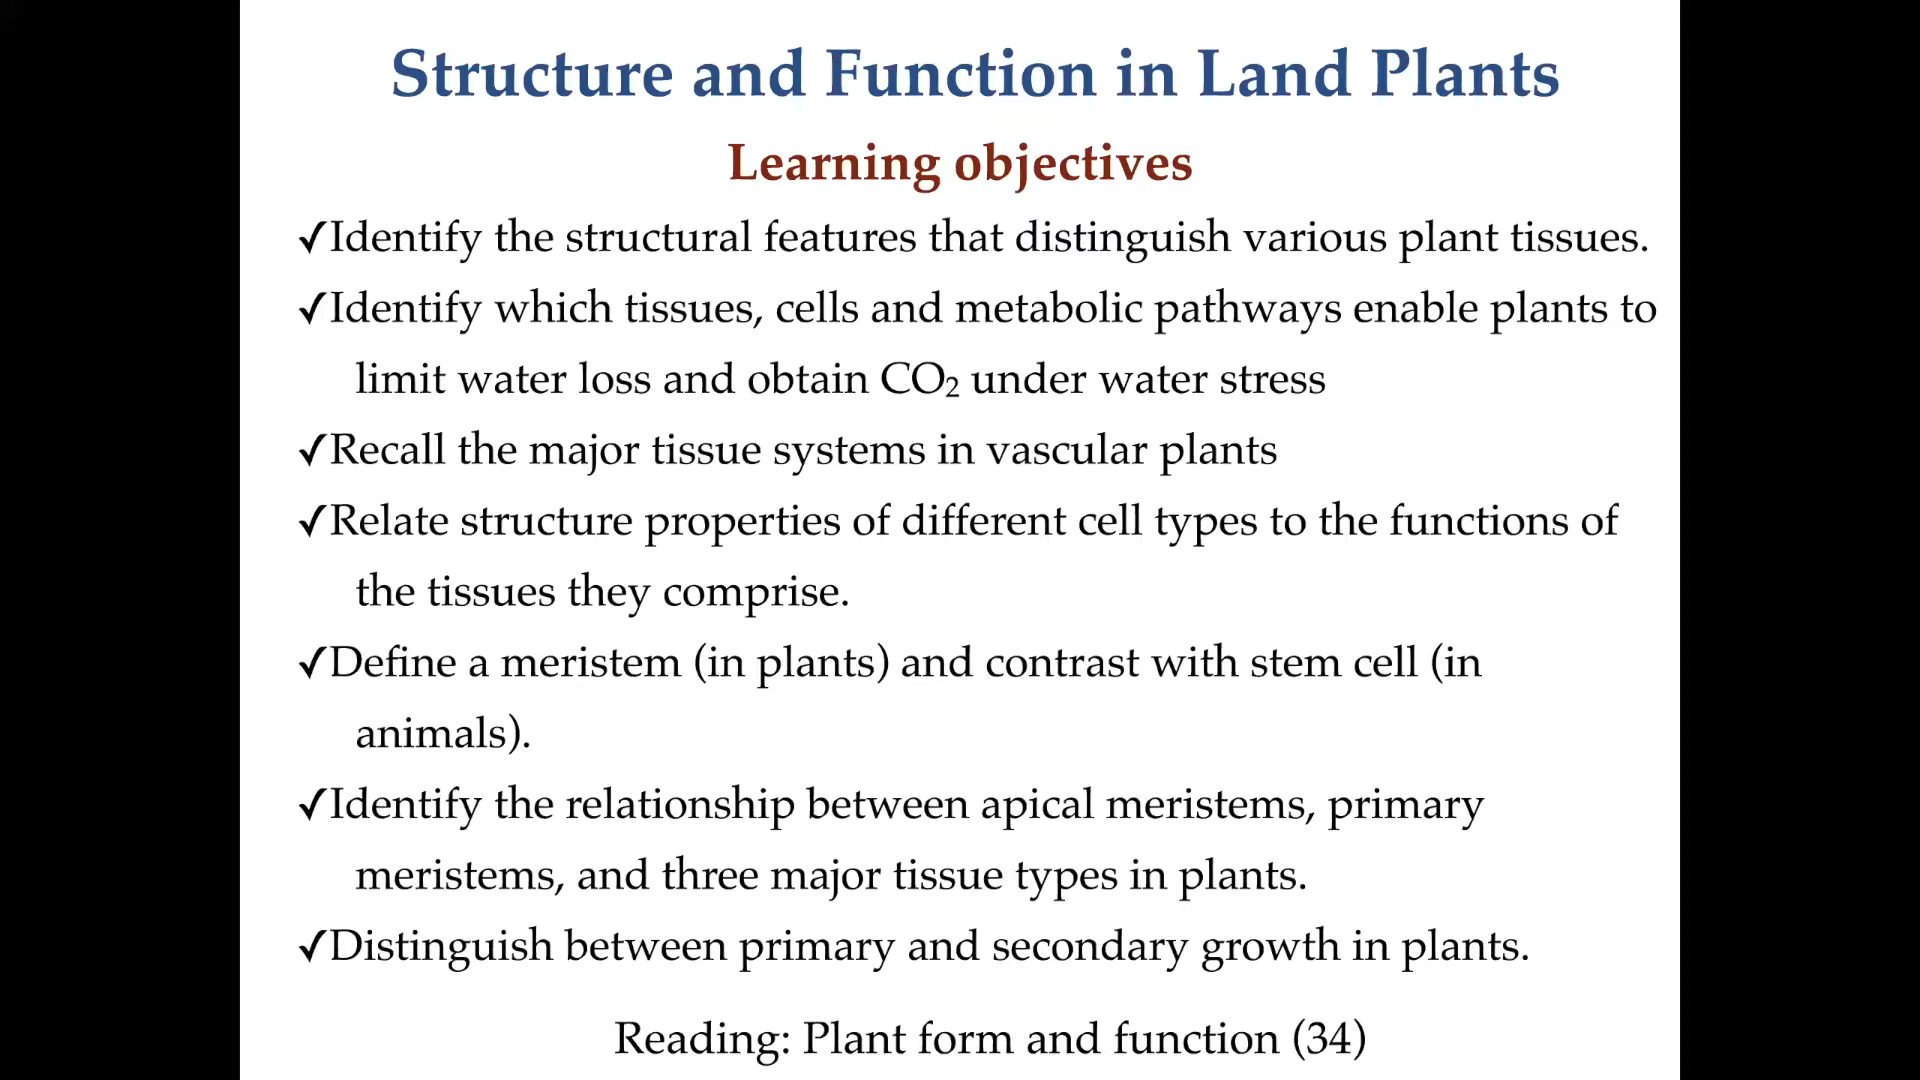 Structure and Function in Land Plants
Learning objectives
✓Identify the structural features that distinguish various plant tissues.
✓Identify which tissues, cells and metabolic pathways enable plants to
limit water loss and obtain CO₂ under water stress
✓Recall the major tissue systems in vascular plants
✓Relate structure properties of different cell types to the functions of
the tissues they comprise.
✓Define a meristem (in plants) and contrast with stem cell (in
animals).
✓Identify the relationship between apical meristems, primary
meristems, and three major tissue types in plants.
✓Distinguish between primary and secondary growth in plants.
Reading: Plant form and function (34)